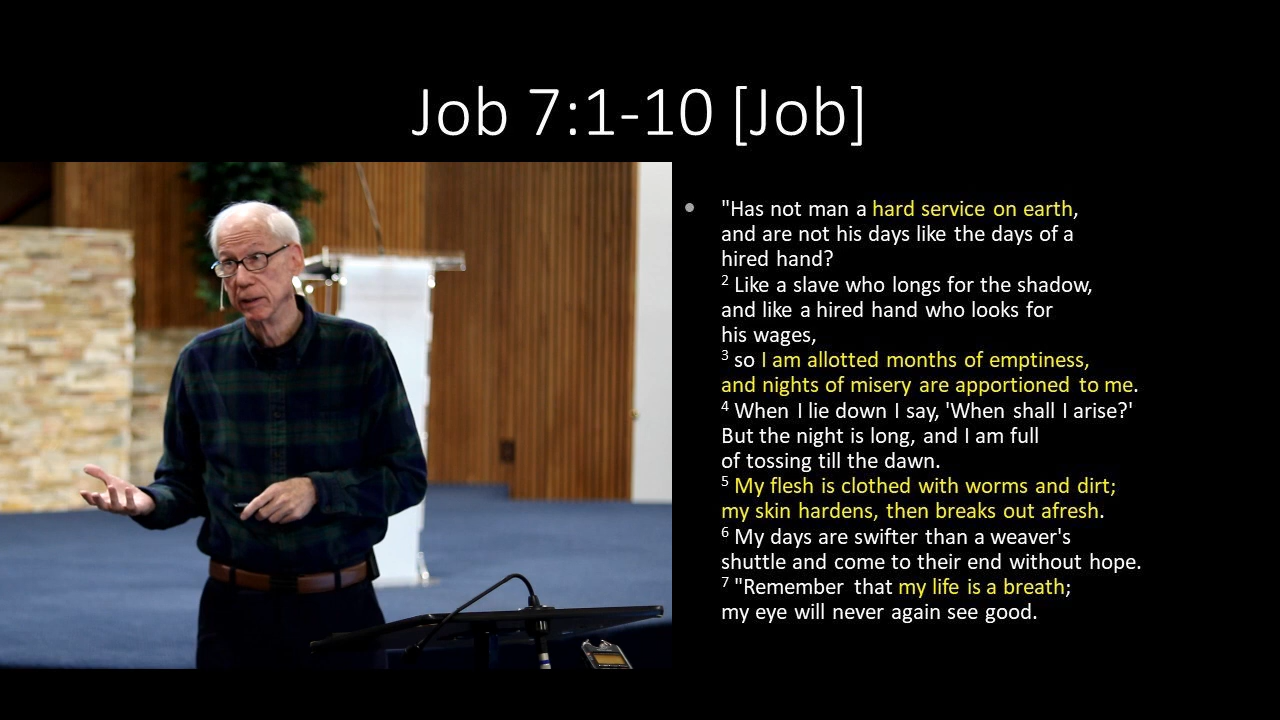 Job 7:1-10 [Job]
• "Has not man a hard service on earth,
and are not his days like the days of a
hired hand?
² Like a slave who longs for the shadow,
and like a hired hand who looks for
his wages,
³ so I am allotted months of emptiness,
and nights of misery are apportioned to me.
⁴ When I lie down I say, 'When shall I arise?'
But the night is long, and I am full
of tossing till the dawn.
⁵ My flesh is clothed with worms and dirt;
my skin hardens, then breaks out afresh.
⁶ My days are swifter than a weaver's
shuttle and come to their end without hope.
⁷ "Remember that my life is a breath;
my eye will never again see good.